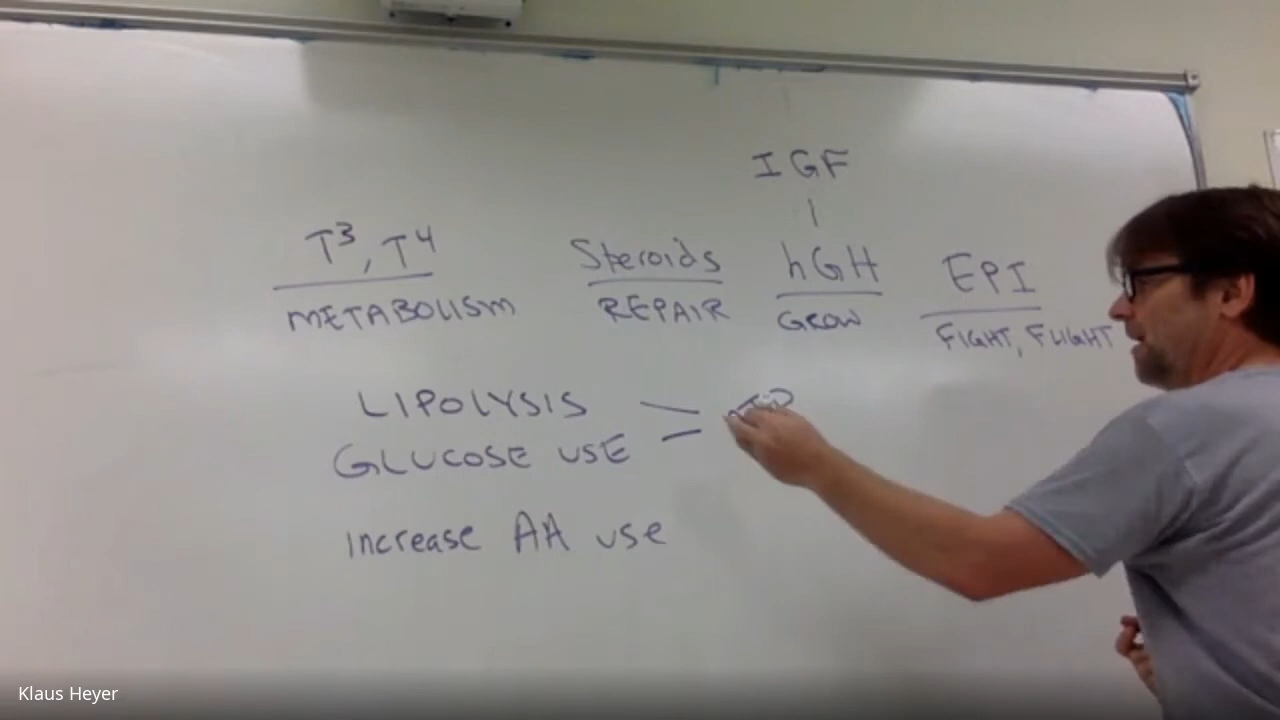 IGF
T3, T4 Steroids hGH EPI
METABOLISM REPAIR GROW FIGHT, FLIGHT
LIPOLYSIS
GLUCOSE USE
increase AA use
Klaus Heyer